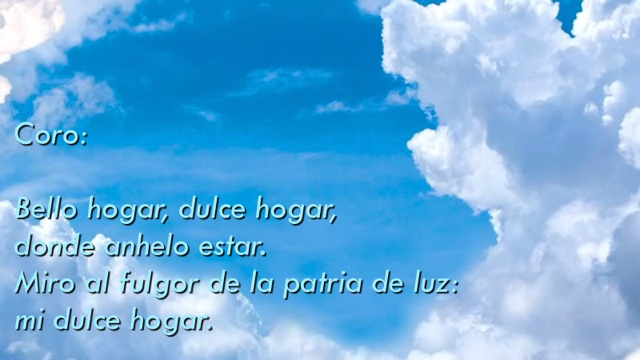 Coro:
Bello hogar, dulce hogar,
donde anhelo estar.
Miro al fulgor de la patria de luz:
mi dulce hogar.